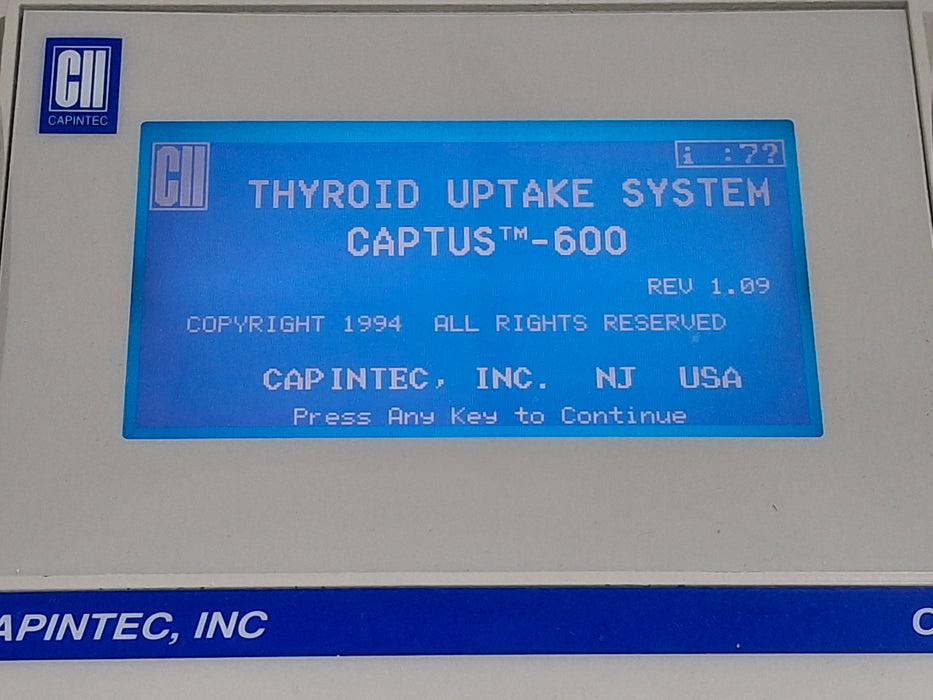 CII
CAPINTEC
CII
i :7?
THYROID UPTAKE SYSTEM
CAPTUS™-600
REV 1.09
COPYRIGHT 1994 ALL RIGHTS RESERVED
CAPINTEC, INC. NJ USA
Press Any Key to Continue
APINTEC, INC
C